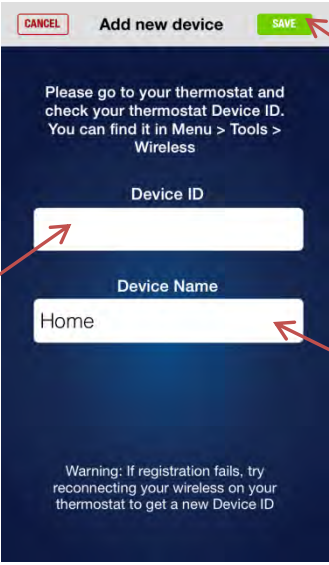 CANCEL Add new device SAVE
Please go to your thermostat and
check your thermostat Device ID.
You can find it in Menu > Tools >
Wireless
Device ID
Device Name
Home
Warning: If registration fails, try
reconnecting your wireless on your
thermostat to get a new Device ID